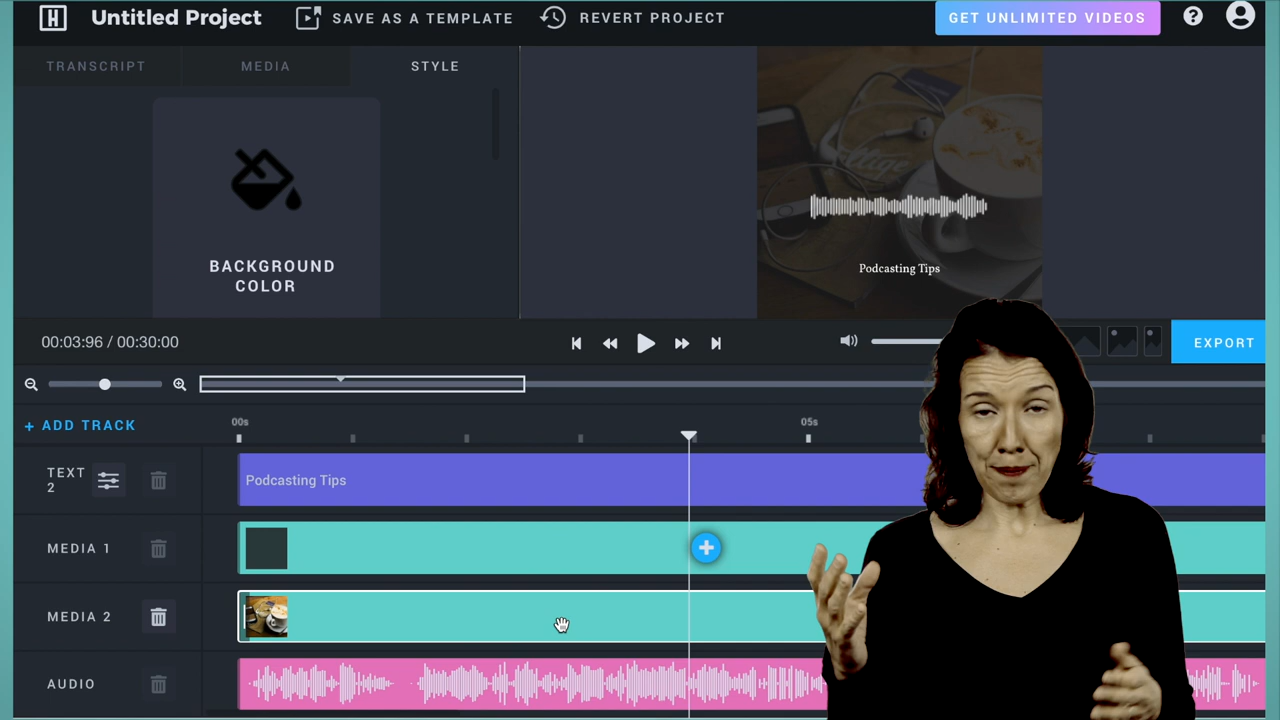 H Untitled Project SAVE AS A TEMPLATE REVERT PROJECT GET UNLIMITED VIDEOS ?
TRANSCRIPT MEDIA STYLE
BACKGROUND
COLOR
Podcasting Tips
00:03:96 / 00:30:00
EXPORT
+ ADD TRACK
00s 05s
TEXT
2
Podcasting Tips
MEDIA 1
MEDIA 2
AUDIO